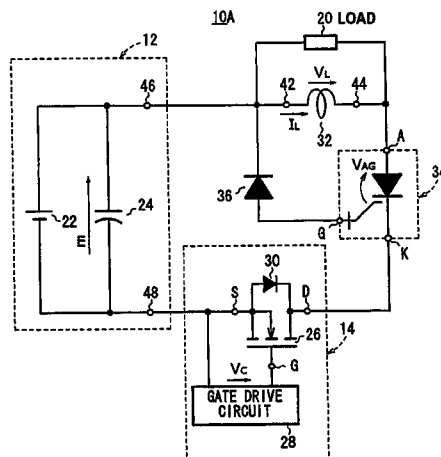 10A
20 LOAD
12
46
42
VL
44
IL
32
A
VAG
34
36
G
K
22
24
E
48
S
30
D
26
14
G
VC
GATE DRIVE
CIRCUIT
28